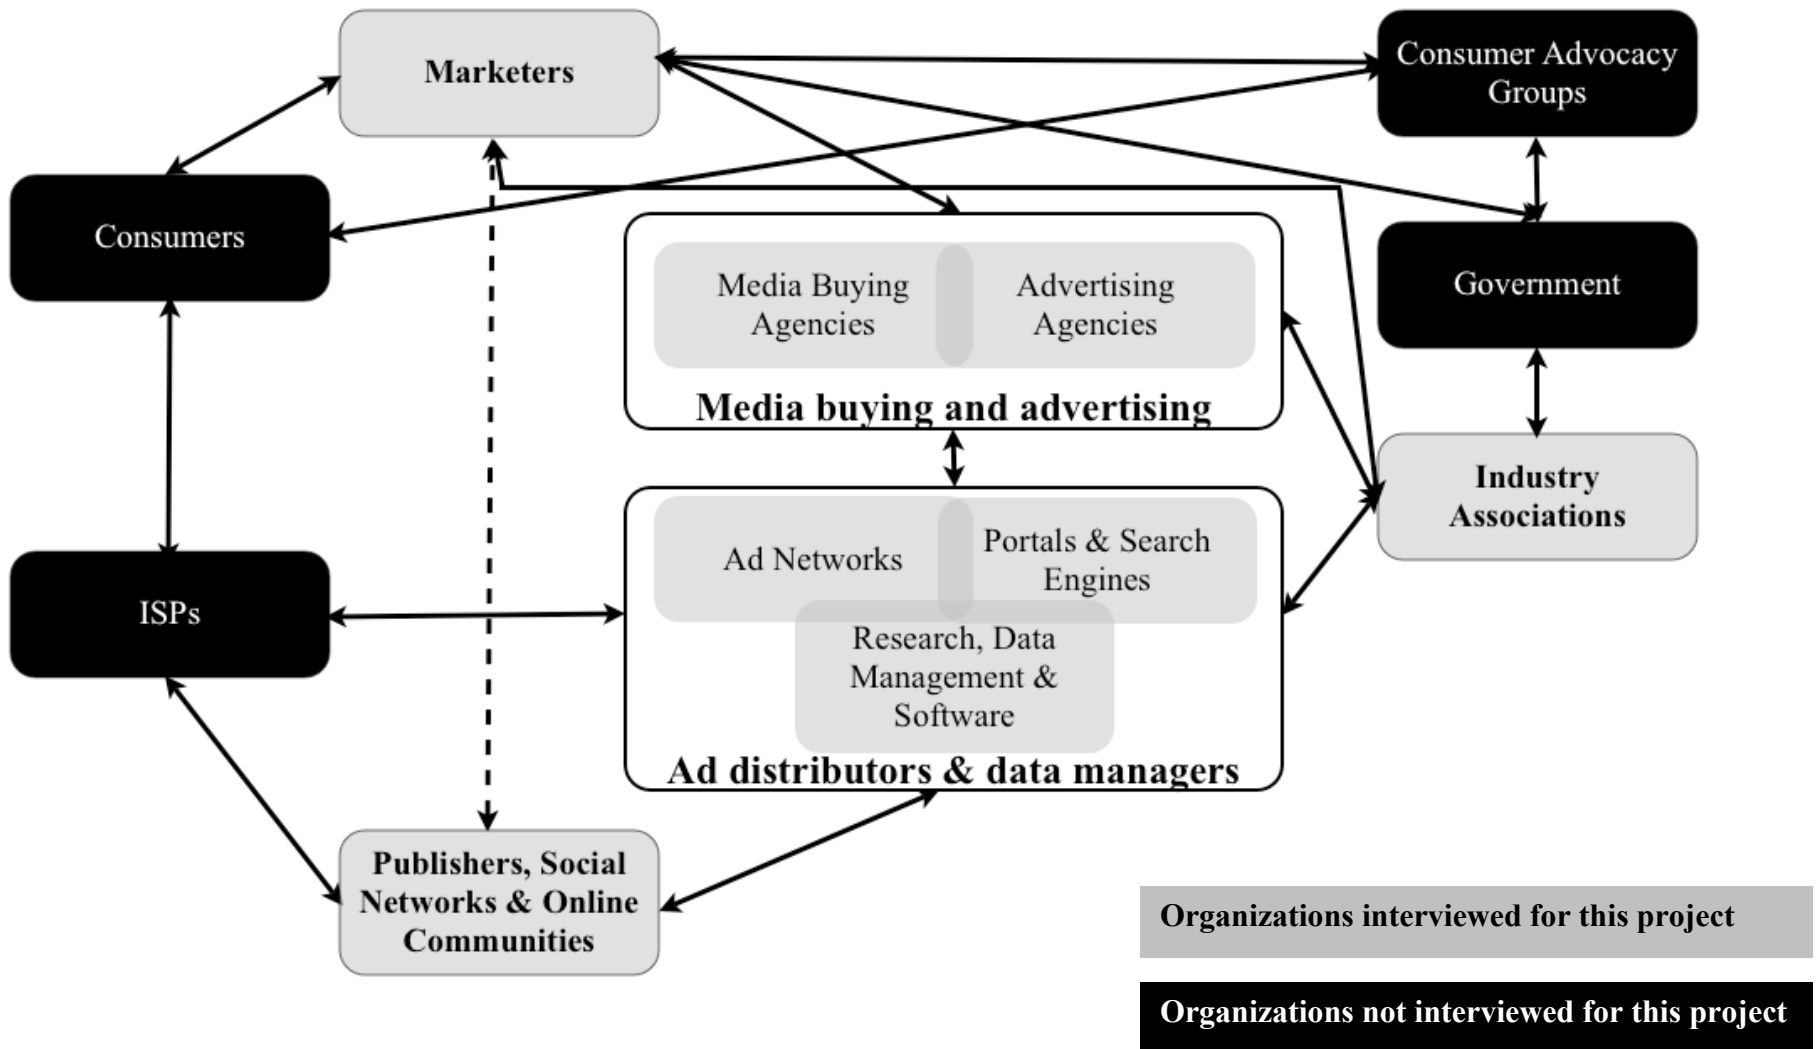 Marketers
Consumer Advocacy
Groups
Consumers
Media Buying
Agencies
Advertising
Agencies
Government
Media buying and advertising
Industry
Associations
Ad Networks
Portals & Search
Engines
ISPs
Research, Data
Management &
Software
Ad distributors & data managers
Publishers, Social
Networks & Online
Communities
Organizations interviewed for this project
Organizations not interviewed for this project